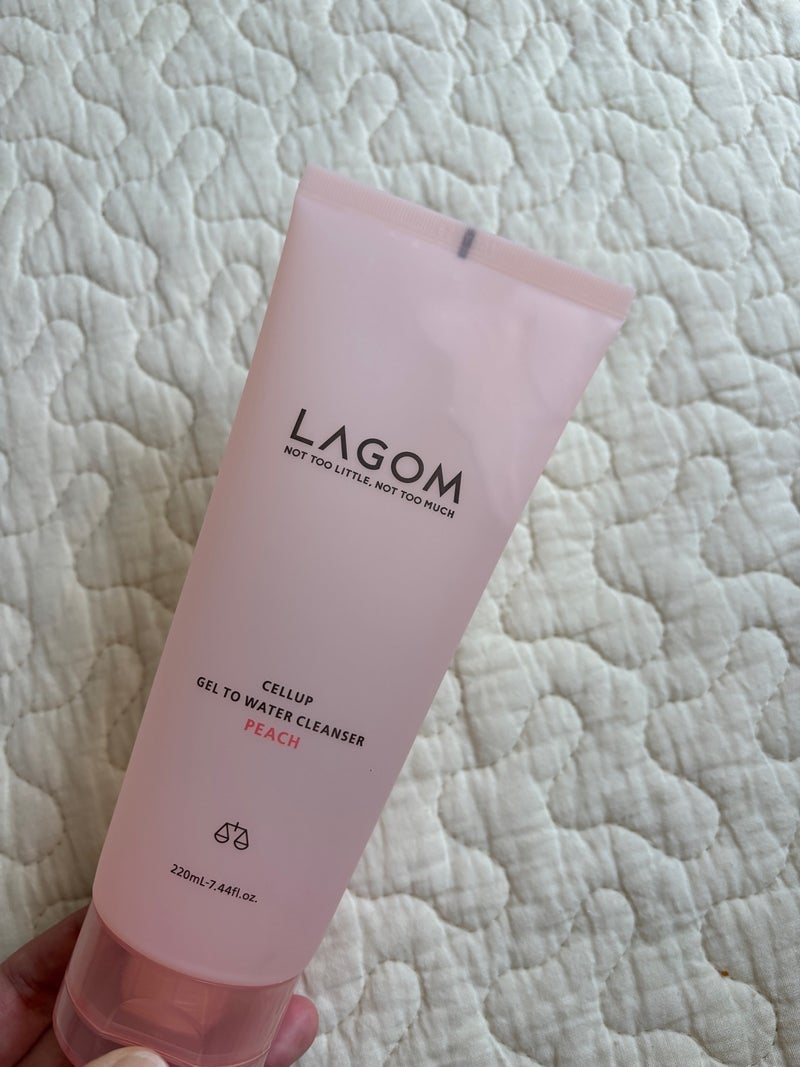 LAGOM
NOT TOO LITTLE, NOT TOO MUCH
CELLUP
GEL TO WATER CLEANSER
PEACH
220mL-7.44fl.oz.